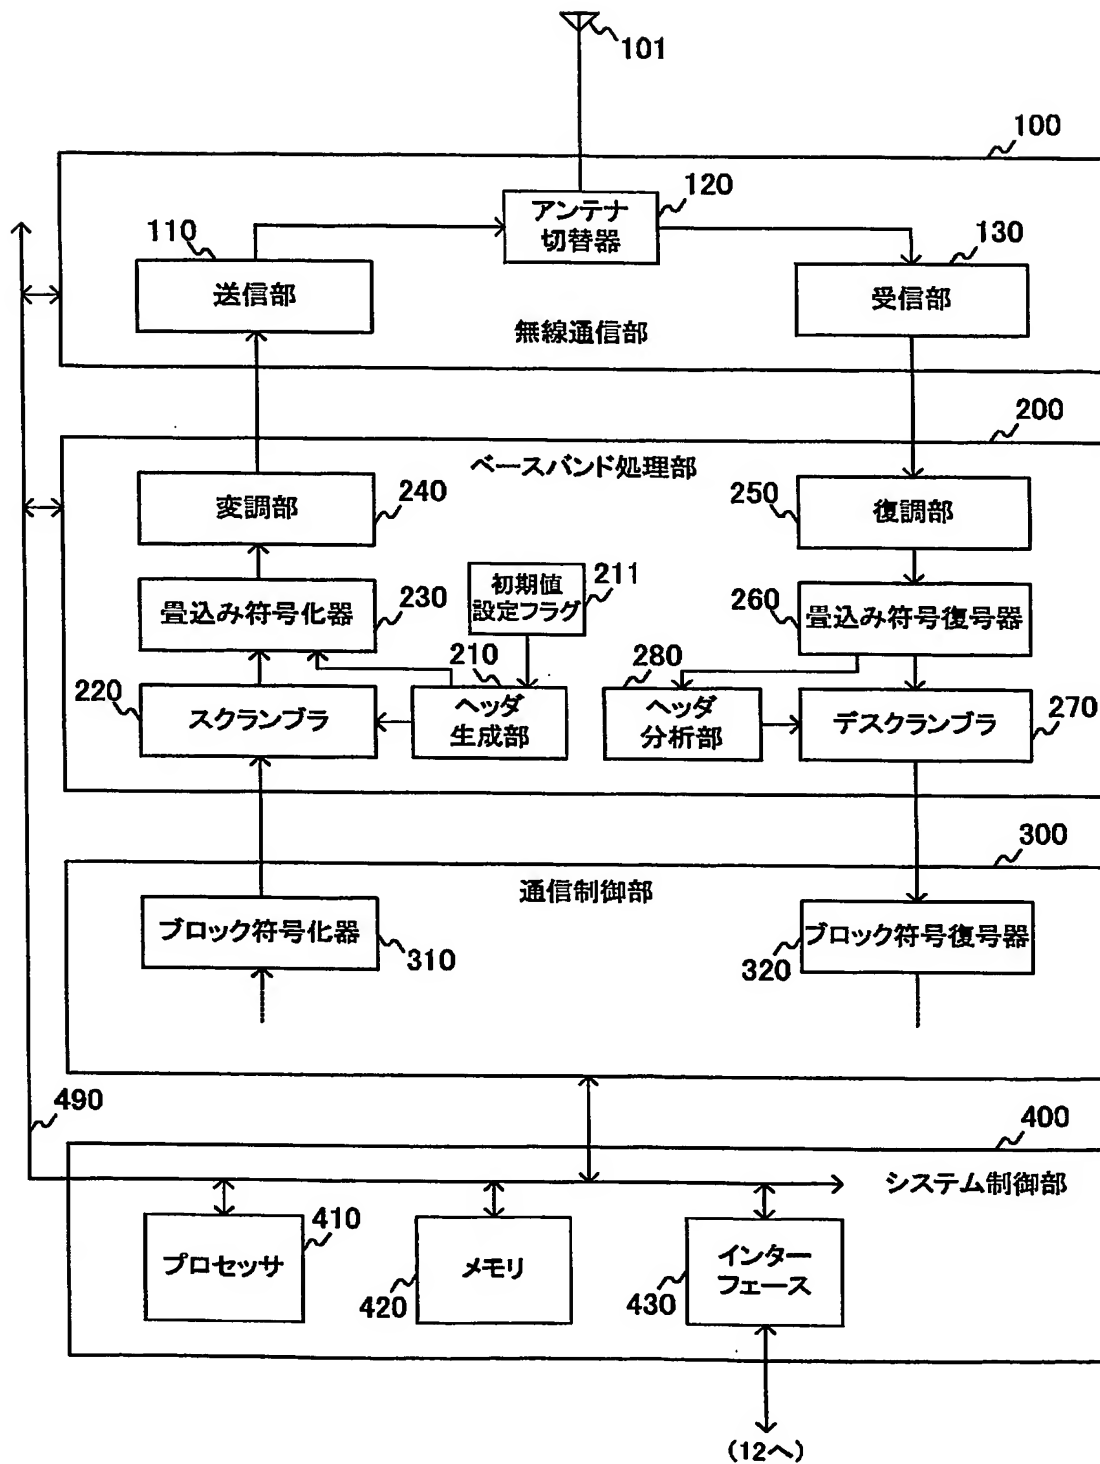 101
100
120
アンテナ
切替器
110
送信部
130
受信部
無線通信部
200
ベースバンド処理部
変調部
240
250
復調部
畳込み符号化器
230
初期値
設定フラグ
211
260
畳込み符号復号器
220
スクランブラ
210
ヘッダ
生成部
280
ヘッダ
分析部
デスクランブラ
270
300
通信制御部
ブロック符号化器
310
320
ブロック符号復号器
490
400
システム制御部
410
プロセッサ
420
メモリ
430
インター
フェース
(12へ)